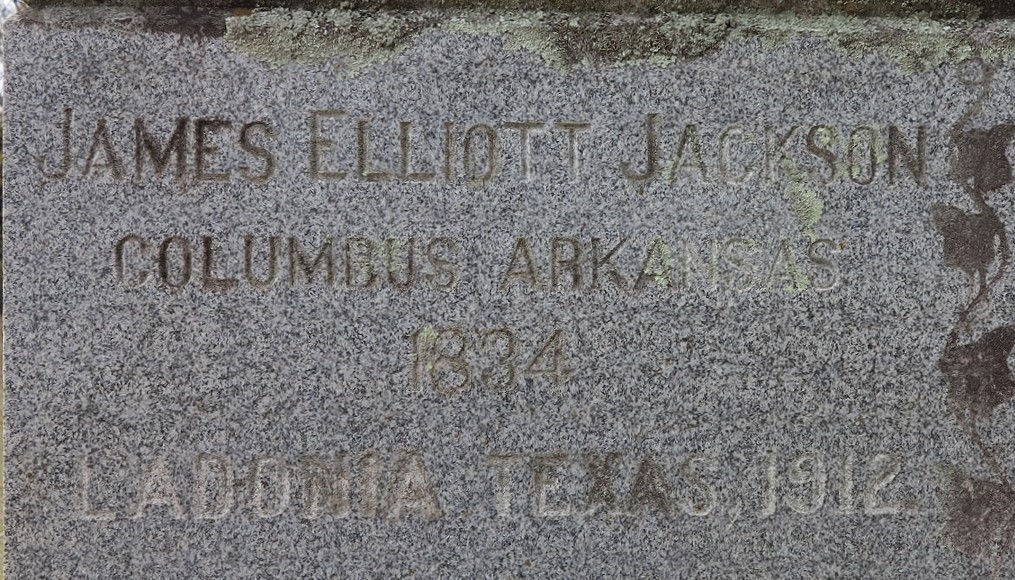 JAMES ELLIOTT JACKSON
COLUMBUS ARKANSAS
1834
LADONIA TEXAS, 1912.